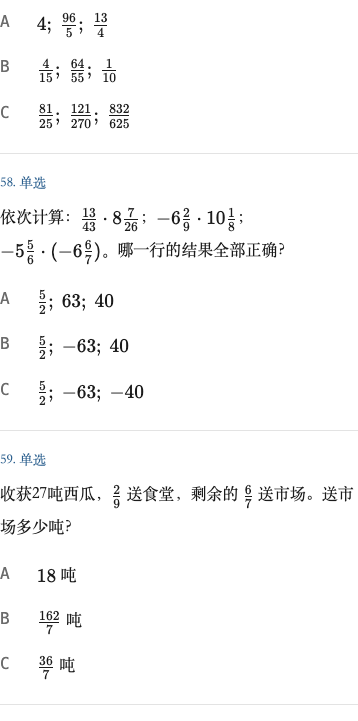 A 4; 96/5; 13/4
B 4/15; 64/55; 1/10
C 81/25; 121/270; 832/625
58. 单选
依次计算: 13/43 · 8 7/26; −6 2/9 · 10 1/8;
−5 5/6 · (−6 6/7)。哪一行的结果全部正确?
A 5/2; 63; 40
B 5/2; −63; 40
C 5/2; −63; −40
59. 单选
收获27吨西瓜, 2/9 送食堂, 剩余的 6/7 送市场。送市
场多少吨?
A 18 吨
B 162/7 吨
C 36/7 吨